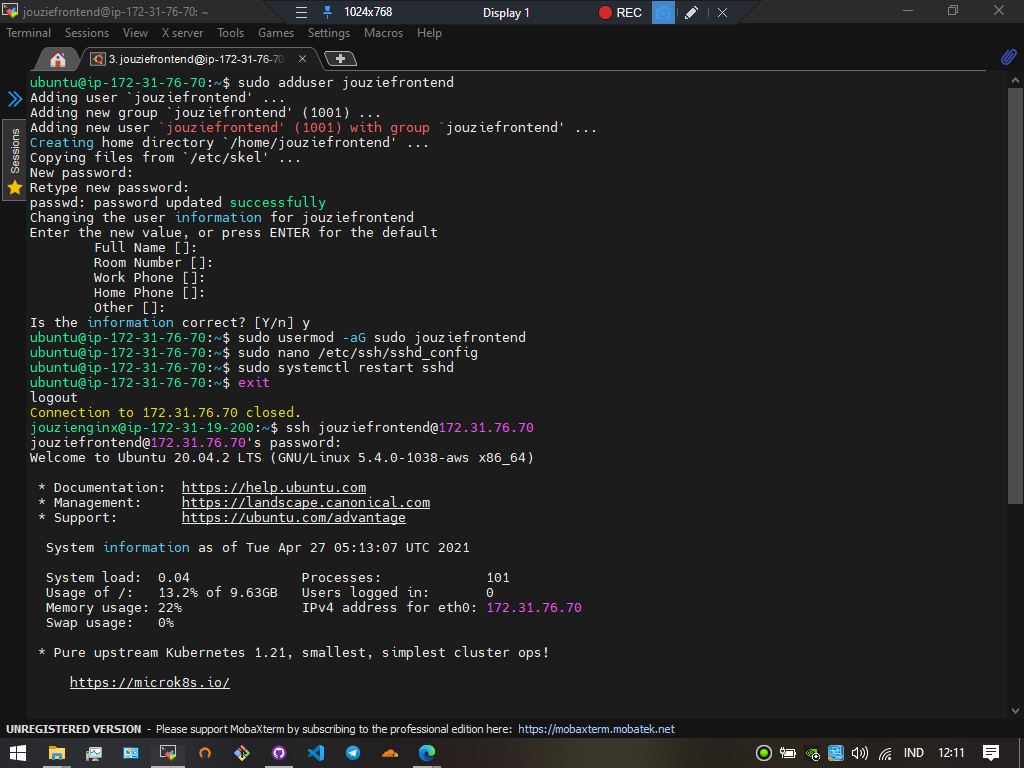 jouziefrontend@ip-172-31-76-70: ~
1024x768
Display 1
REC
Terminal Sessions View X server Tools Games Settings Macros Help
3. jouziefrontend@ip-172-31-76-70
Sessions
ubuntu@ip-172-31-76-70:~$ sudo adduser jouziefrontend
Adding user `jouziefrontend' ...
Adding new group `jouziefrontend' (1001) ...
Adding new user `jouziefrontend' (1001) with group `jouziefrontend' ...
Creating home directory `/home/jouziefrontend' ...
Copying files from `/etc/skel' ...
New password:
Retype new password:
passwd: password updated successfully
Changing the user information for jouziefrontend
Enter the new value, or press ENTER for the default
Full Name []:
Room Number []:
Work Phone []:
Home Phone []:
Other []:
Is the information correct? [Y/n] y
ubuntu@ip-172-31-76-70:~$ sudo usermod -aG sudo jouziefrontend
ubuntu@ip-172-31-76-70:~$ sudo nano /etc/ssh/sshd_config
ubuntu@ip-172-31-76-70:~$ sudo systemctl restart sshd
ubuntu@ip-172-31-76-70:~$ exit
logout
Connection to 172.31.76.70 closed.
jouzienginx@ip-172-31-19-200:~$ ssh jouziefrontend@172.31.76.70
jouziefrontend@172.31.76.70's password:
Welcome to Ubuntu 20.04.2 LTS (GNU/Linux 5.4.0-1038-aws x86_64)
* Documentation: https://help.ubuntu.com
* Management: https://landscape.canonical.com
* Support: https://ubuntu.com/advantage
System information as of Tue Apr 27 05:13:07 UTC 2021
System load: 0.04 Processes: 101
Usage of /: 13.2% of 9.63GB Users logged in: 0
Memory usage: 22% IPv4 address for eth0: 172.31.76.70
Swap usage: 0%
* Pure upstream Kubernetes 1.21, smallest, simplest cluster ops!
https://microk8s.io/
UNREGISTERED VERSION - Please support MobaXterm by subscribing to the professional edition here: https://mobaxterm.mobatek.net
IND 12:11